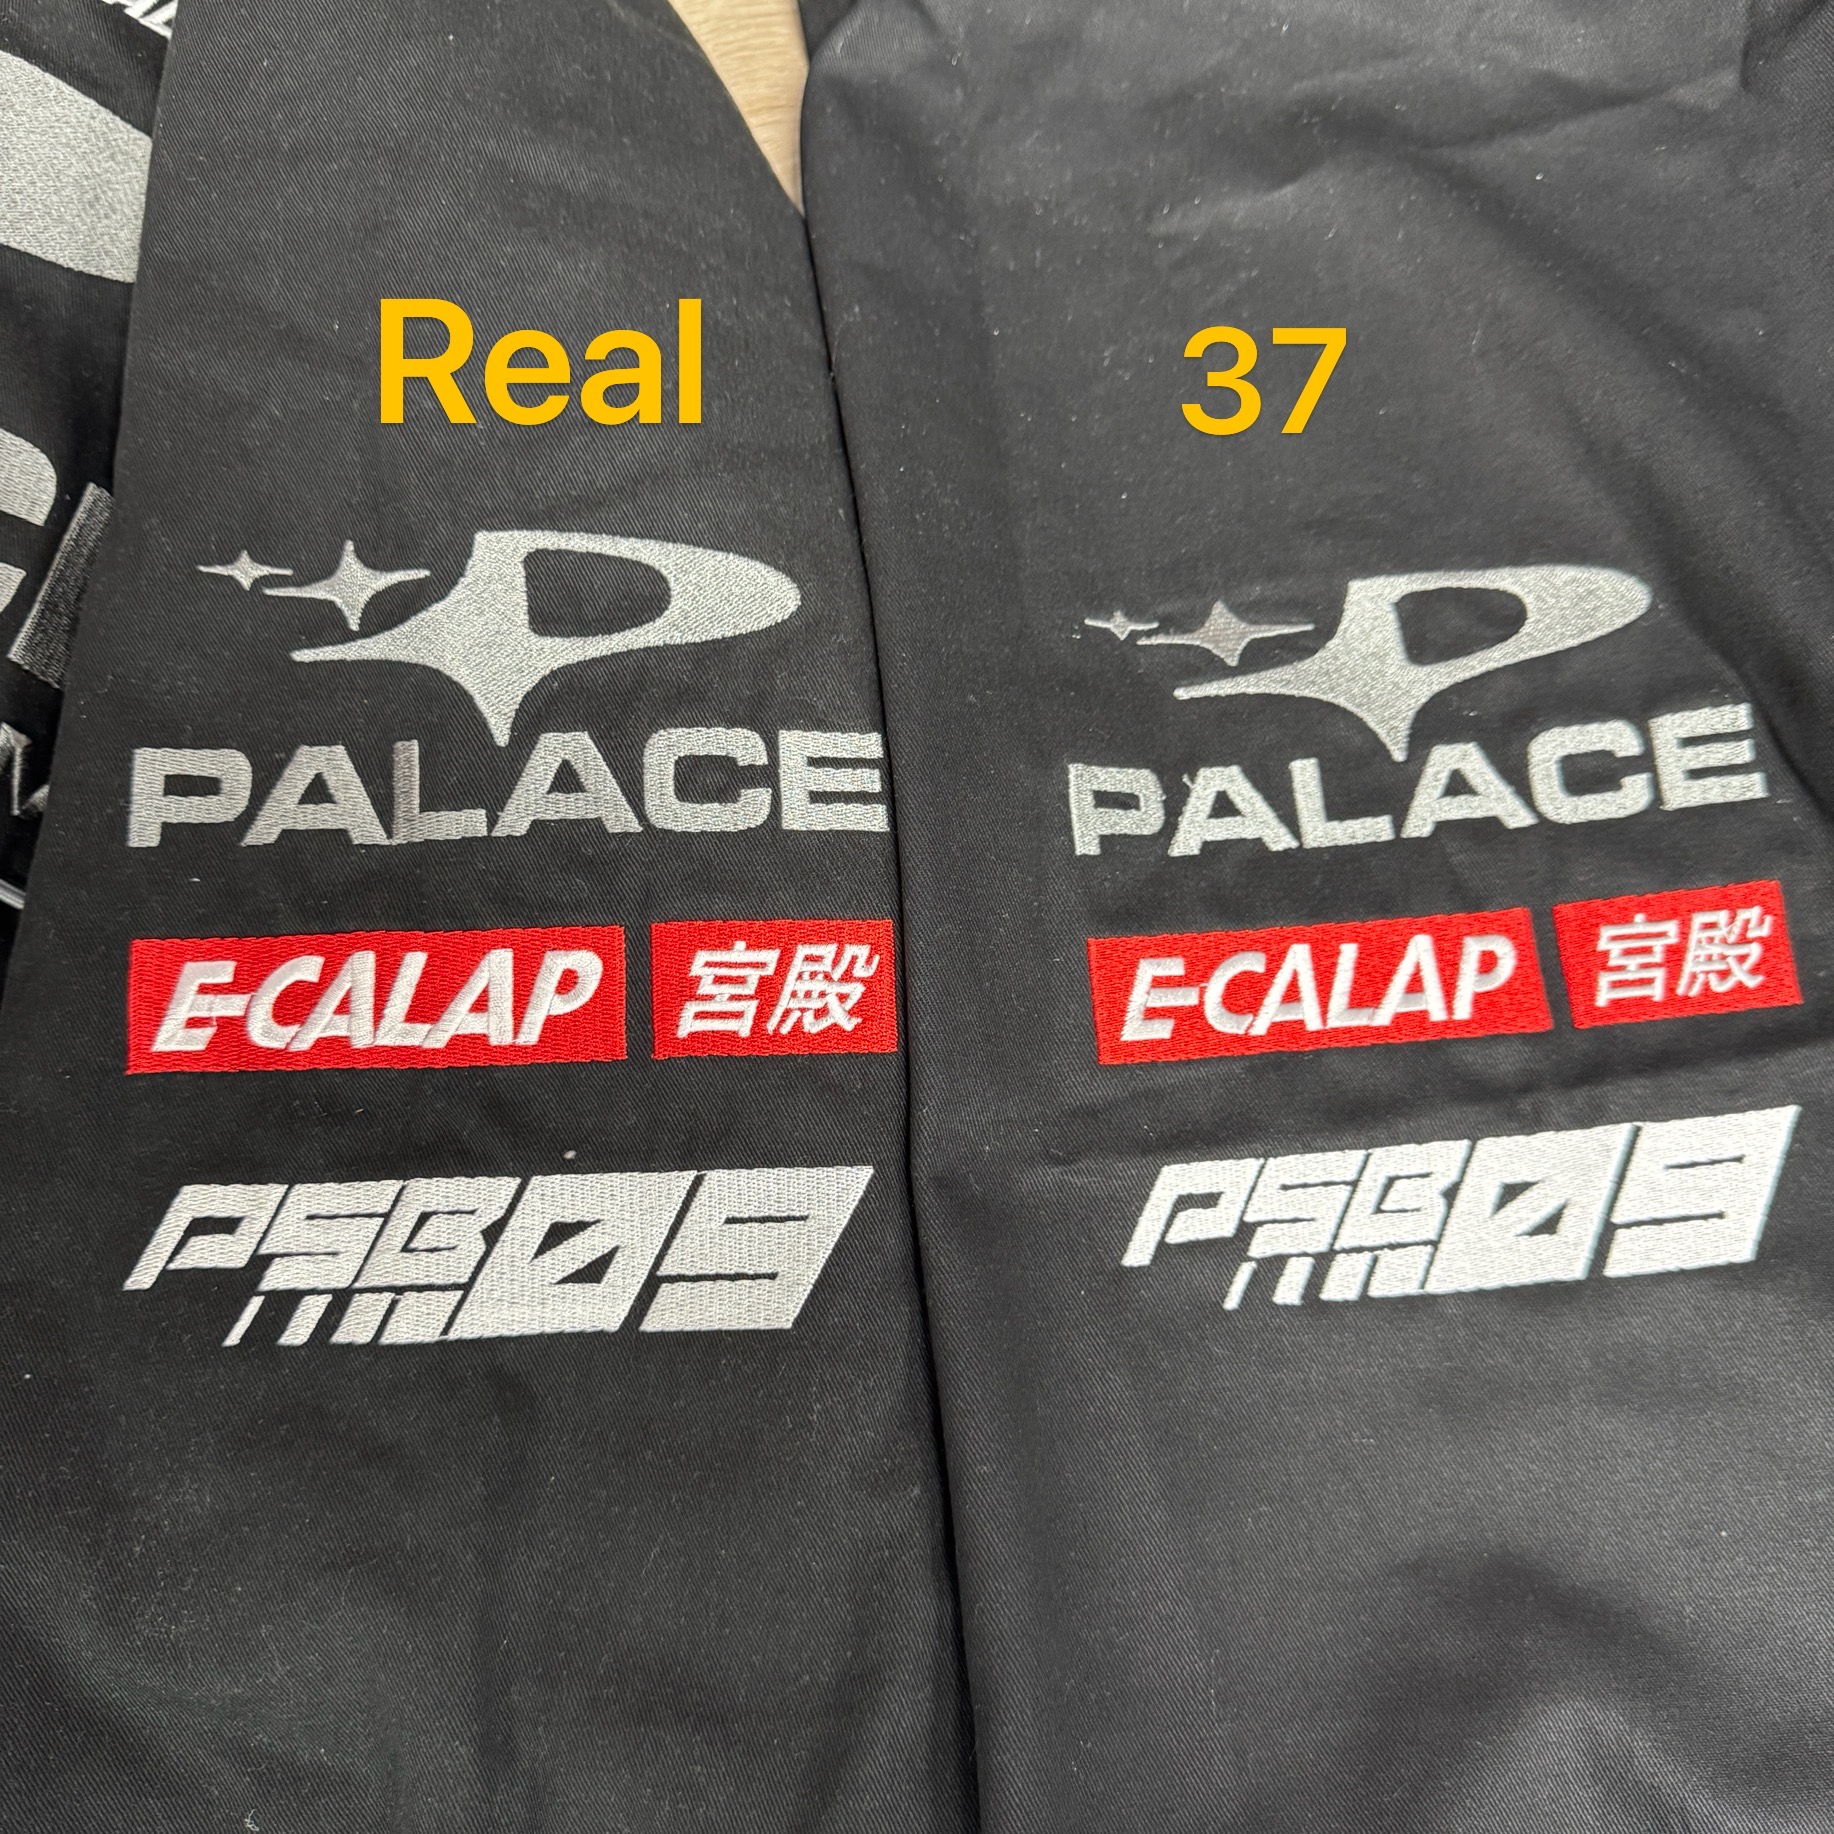 Real
37
PALACE
E-CALAP 宮殿
PSB09
PALACE
E-CALAP 宮殿
PSB09